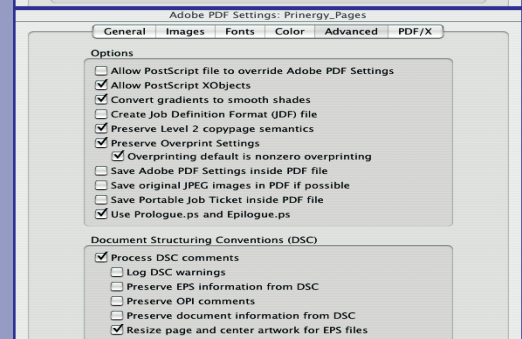 Adobe PDF Settings: Prinergy_Pages
General Images Fonts Color Advanced PDF/X
Options
Allow PostScript file to override Adobe PDF Settings
Allow PostScript XObjects
Convert gradients to smooth shades
Create Job Definition Format (JDF) file
Preserve Level 2 copypage semantics
Preserve Overprint Settings
Overprinting default is nonzero overprinting
Save Adobe PDF Settings inside PDF file
Save original JPEG images in PDF if possible
Save Portable Job Ticket inside PDF file
Use Prologue.ps and Epilogue.ps
Document Structuring Conventions (DSC)
Process DSC comments
Log DSC warnings
Preserve EPS information from DSC
Preserve OPI comments
Preserve document information from DSC
Resize page and center artwork for EPS files